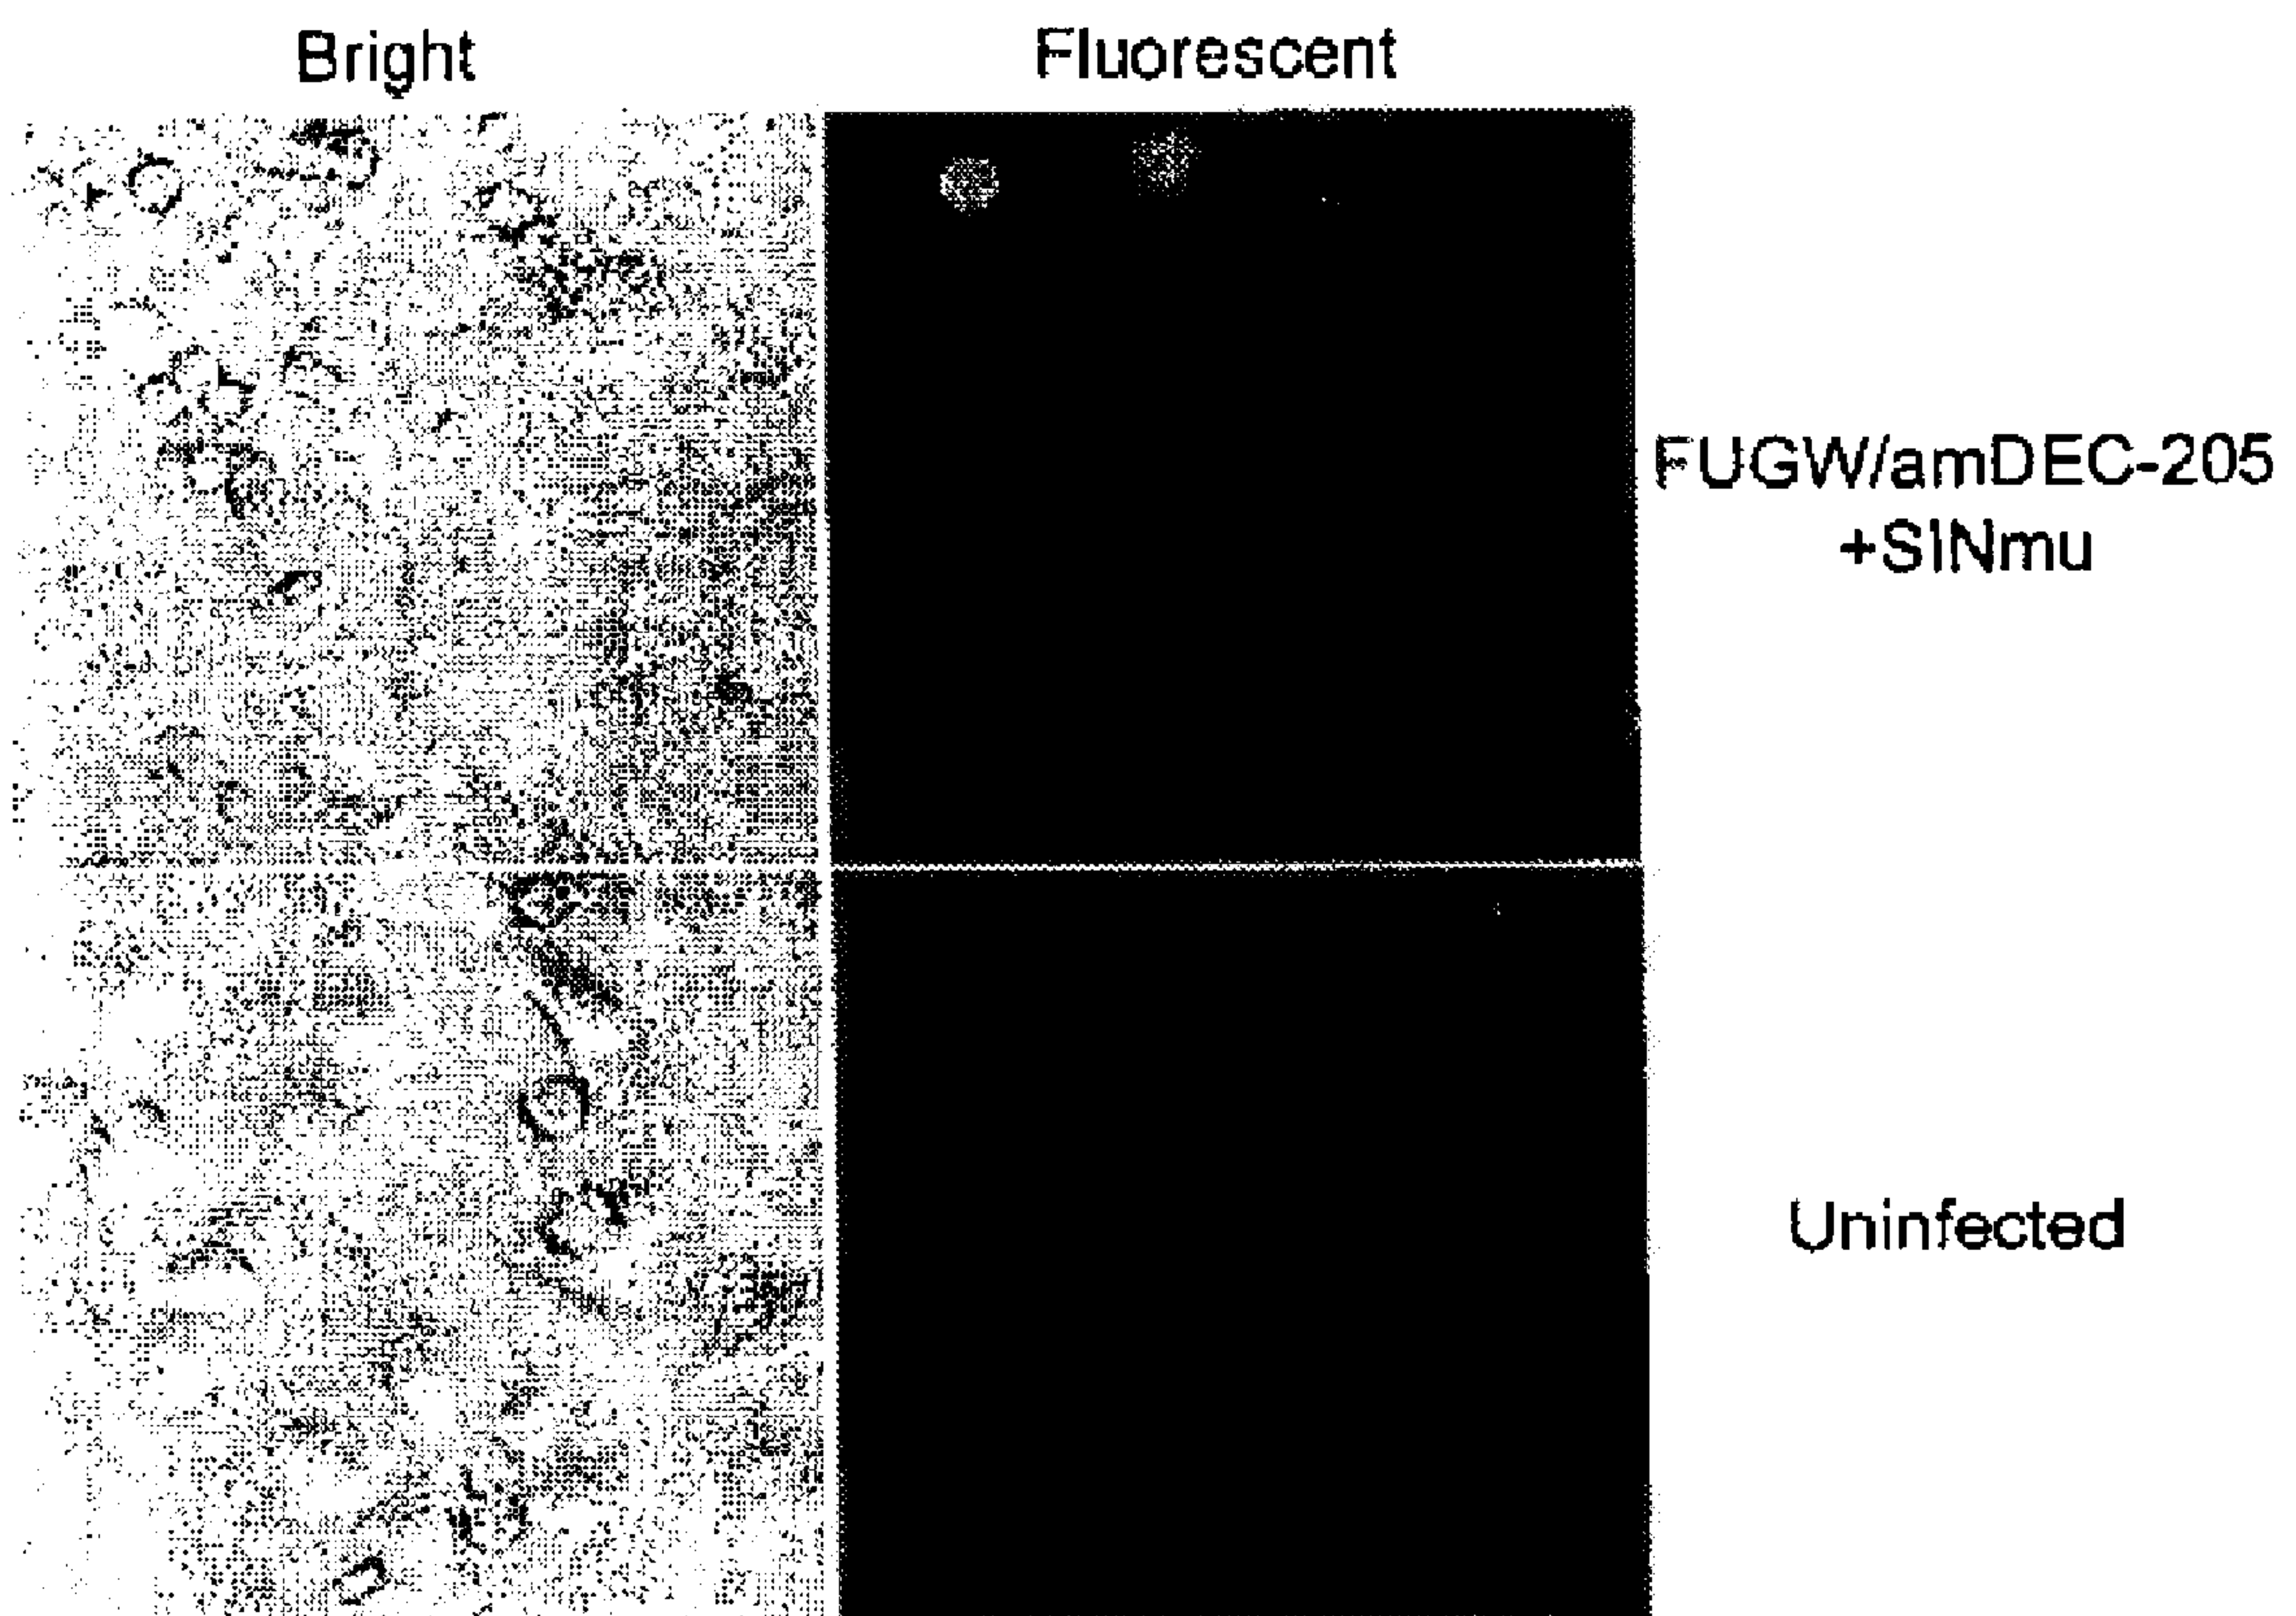 Bright
Fluorescent
FUGW/amDEC-205
+SINmu
Uninfected